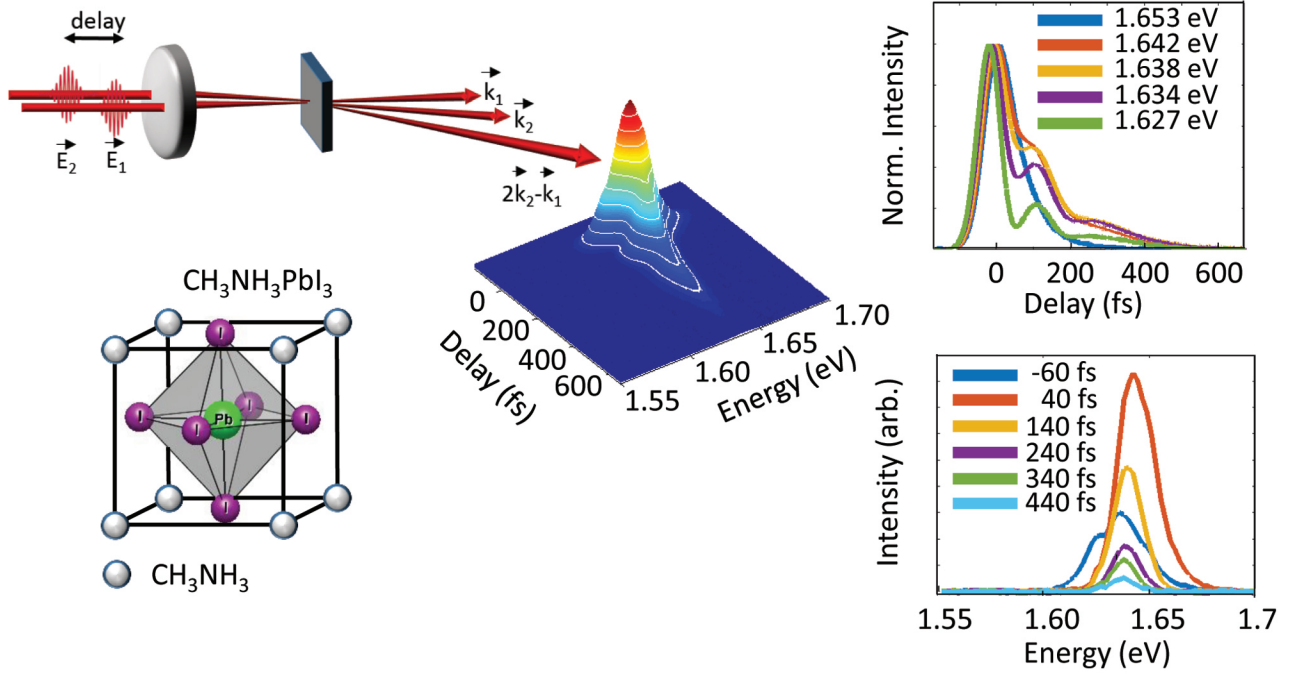 delay
E₂
E₁
k₁
k₂
2k₂-k₁
0
200
400
600
Delay (fs)
1.55
1.60
1.65
1.70
Energy (eV)
CH₃NH₃PbI₃
I
I
I
Pb
I
I
I
CH₃NH₃
Norm. Intensity
1.653 eV
1.642 eV
1.638 eV
1.634 eV
1.627 eV
0 200 400 600
Delay (fs)
Intensity (arb.)
-60 fs
40 fs
140 fs
240 fs
340 fs
440 fs
1.55 1.60 1.65 1.7
Energy (eV)